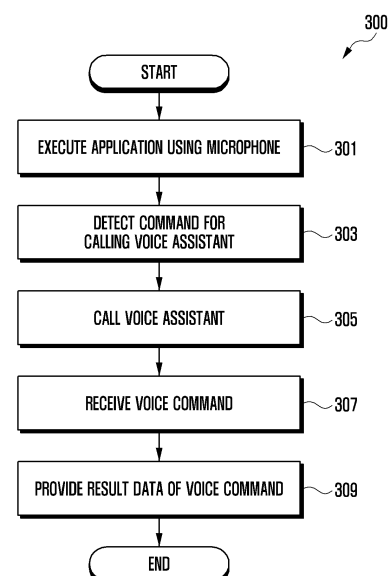 300
START
EXECUTE APPLICATION USING MICROPHONE
301
DETECT COMMAND FOR
CALLING VOICE ASSISTANT
303
CALL VOICE ASSISTANT
305
RECEIVE VOICE COMMAND
307
PROVIDE RESULT DATA OF VOICE COMMAND
309
END